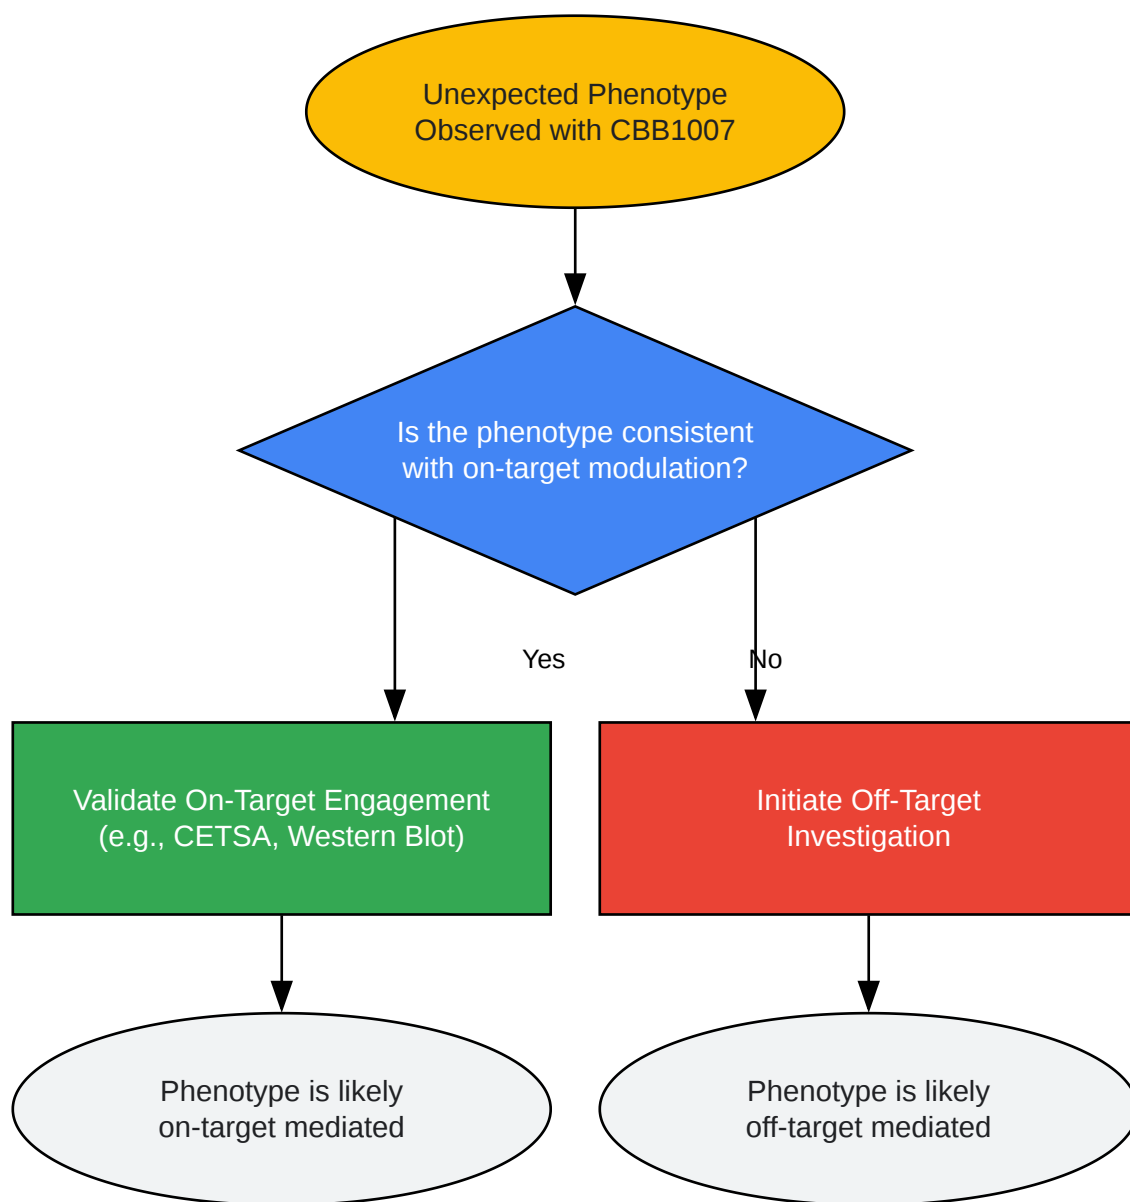 Unexpected Phenotype
Observed with CBB1007
Is the phenotype consistent
with on-target modulation?
Yes
No
Validate On-Target Engagement
(e.g., CETSA, Western Blot)
Initiate Off-Target
Investigation
Phenotype is likely
on-target mediated
Phenotype is likely
off-target mediated